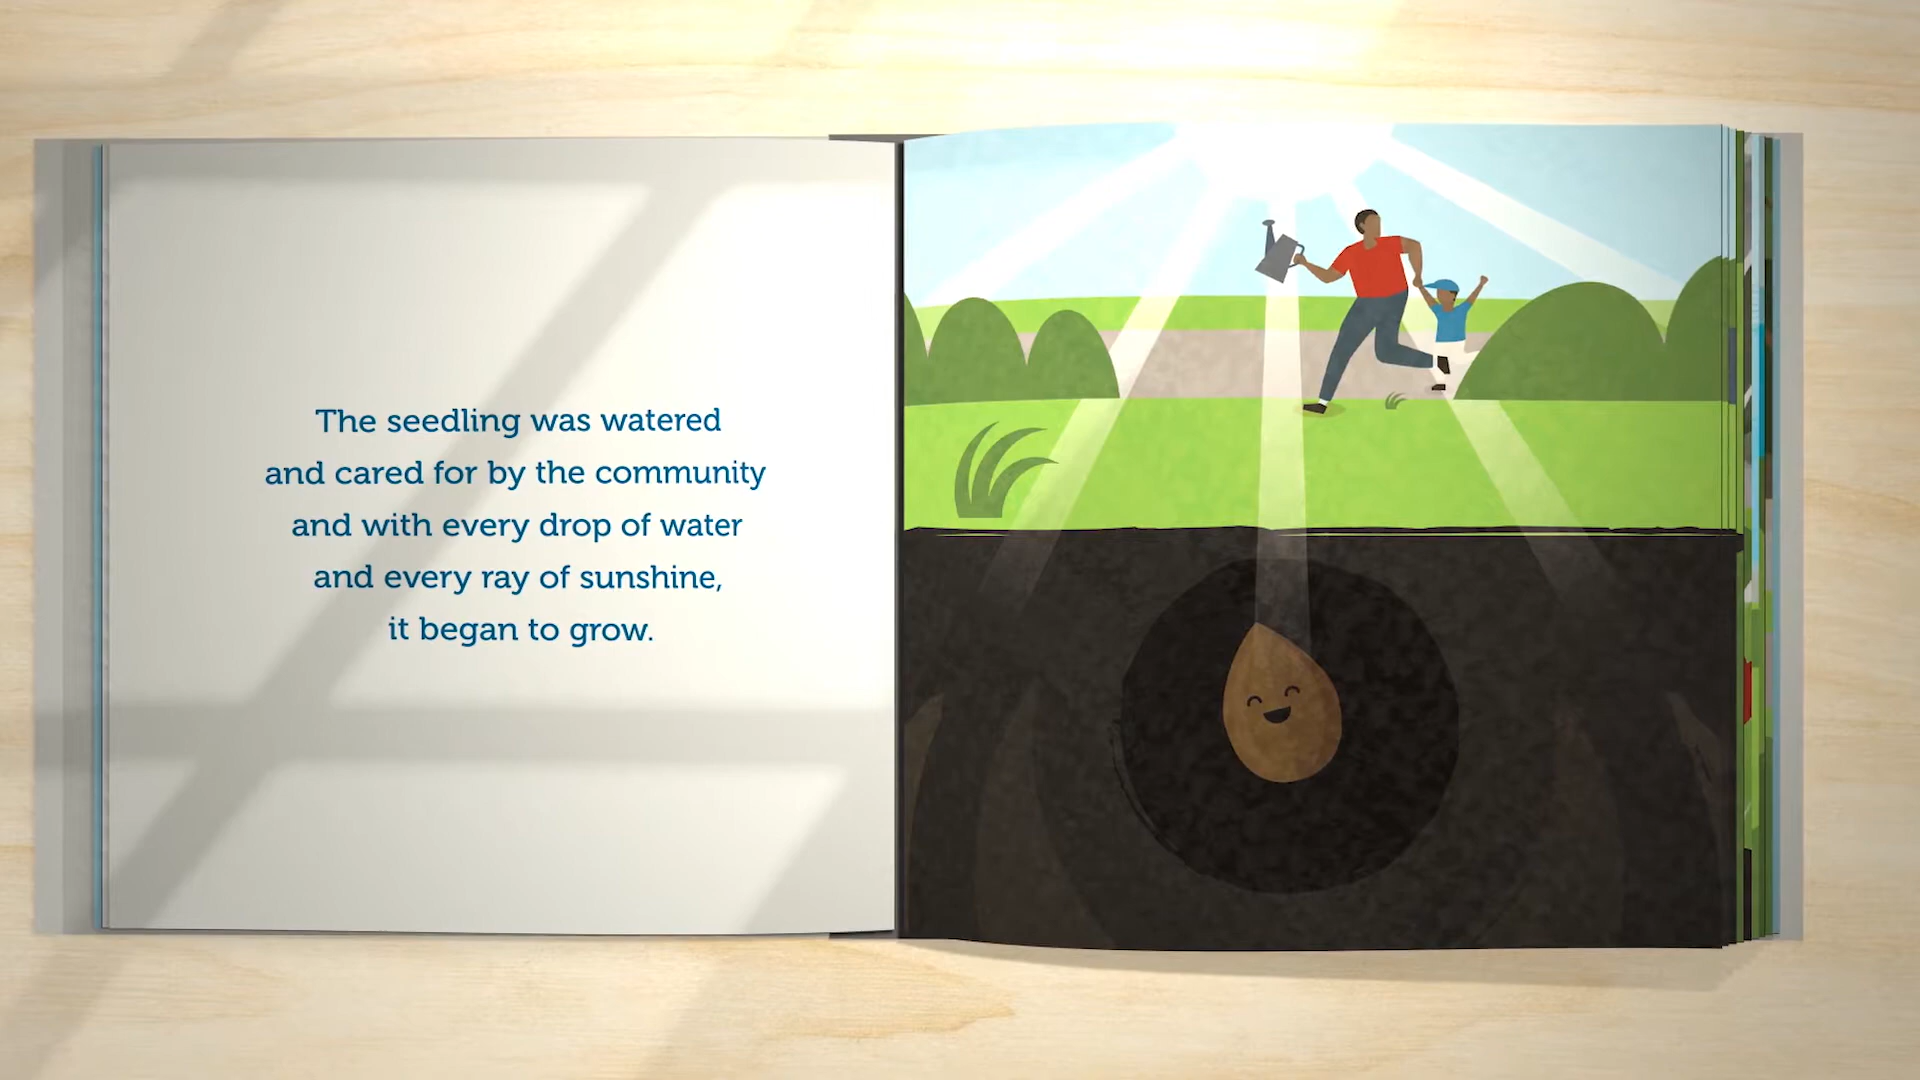 The seedling was watered
and cared for by the community
and with every drop of water
and every ray of sunshine,
it began to grow.